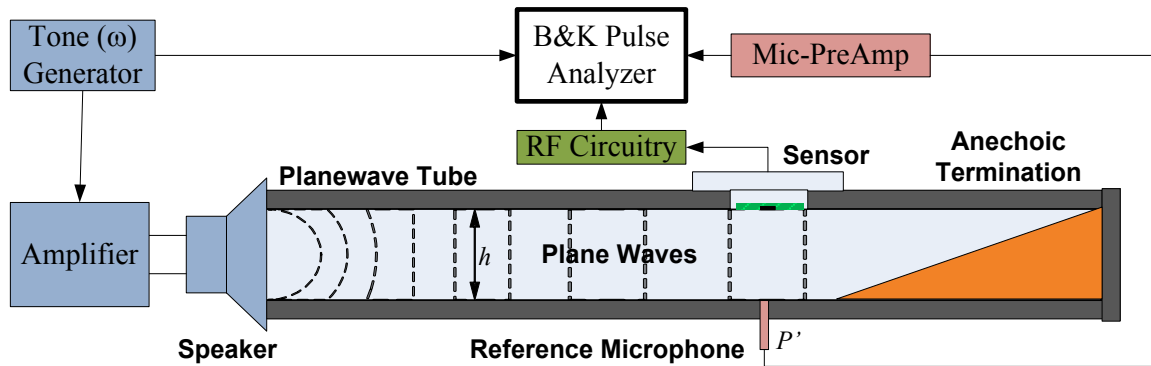 Tone (ω)
Generator
B&K Pulse
Analyzer
Mic-PreAmp
RF Circuitry
Sensor
Anechoic
Termination
Planewave Tube
Amplifier
h
Plane Waves
Speaker
Reference Microphone
P’